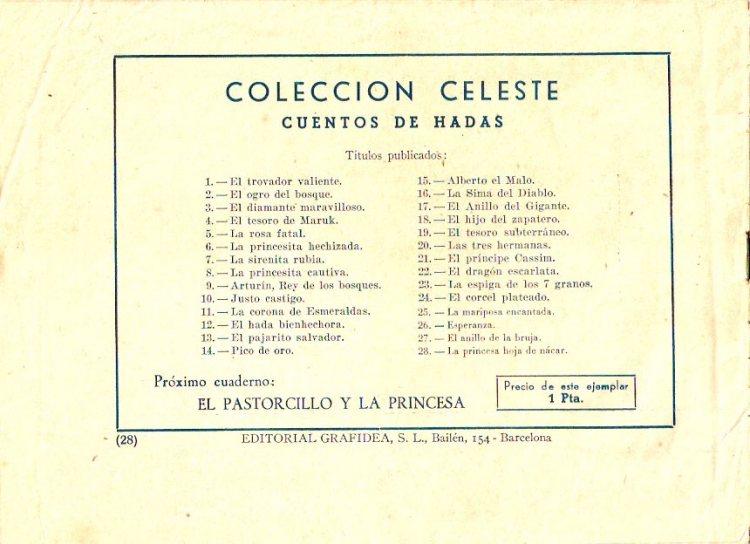 COLECCION CELESTE
CUENTOS DE HADAS
Títulos publicados:
1. — El trovador valiente.
2. — El ogro del bosque.
3. — El diamante maravilloso.
4. — El tesoro de Maruk.
5. — La rosa fatal.
6. — La princesita hechizada.
7. — La sirenita rubia.
8. — La princesita cautiva.
9. — Arturín, Rey de los bosques.
10. — Justo castigo.
11. — La corona de Esmeraldas.
12. — El hada bienhechora.
13. — El pajarito salvador.
14. — Pico de oro.
15. — Alberto el Malo.
16. — La Sima del Diablo.
17. — El Anillo del Gigante.
18. — El hijo del zapatero.
19. — El tesoro subterráneo.
20. — Las tres hermanas.
21. — El príncipe Cassim.
22. — El dragón escarlata.
23. — La espiga de los 7 granos.
24. — El corcel plateado.
25. — La mariposa encantada.
26. — Esperanza.
27. — El anillo de la bruja.
28. — La princesa hoja de nácar.
Próximo cuaderno:
EL PASTORCILLO Y LA PRINCESA
Precio de este ejemplar
1 Pta.
(28)
EDITORIAL GRAFIDEA, S. L., Bailén, 154 - Barcelona